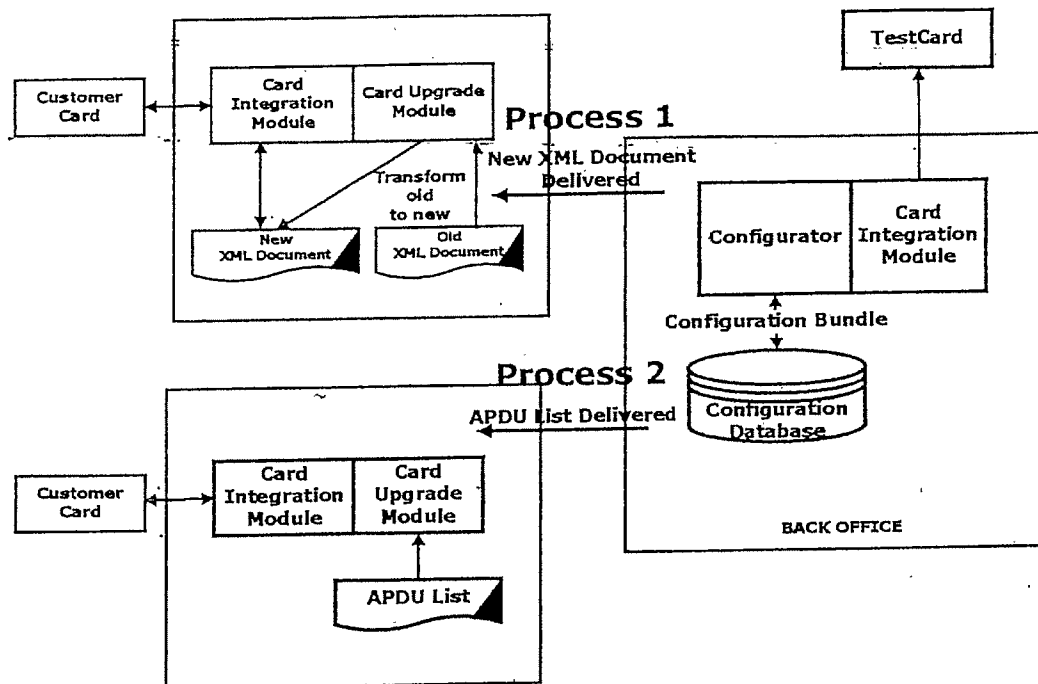 TestCard
Customer
Card
Card
Integration
Module
Card Upgrade
Module
Process 1
New XML Document
Delivered
Transform
old
to new
New
XML Document
Old
XML Document
Configurator
Card
Integration
Module
Configuration Bundle
Configuration
Database
Process 2
APDU List Delivered
Customer
Card
Card
Integration
Module
Card
Upgrade
Module
APDU List
BACK OFFICE